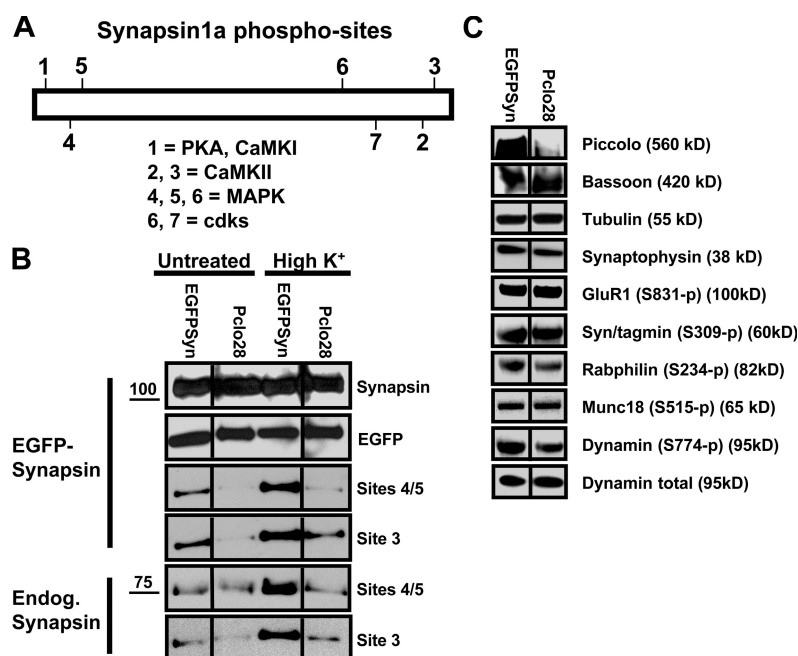 A
Synapsin1a phospho-sites
1 5 6 3
4 7 2
1 = PKA, CaMKI
2, 3 = CaMKII
4, 5, 6 = MAPK
6, 7 = cdks
B
Untreated High K⁺
EGFPSyn Pclo28 EGFPSyn Pclo28
EGFP-
Synapsin
100
Synapsin
EGFP
Sites 4/5
Site 3
Endog.
Synapsin
75
Sites 4/5
Site 3
C
EGFPSyn Pclo28
Piccolo (560 kD)
Bassoon (420 kD)
Tubulin (55 kD)
Synaptophysin (38 kD)
GluR1 (S831-p) (100kD)
Syn/tagmin (S309-p) (60kD)
Rabphilin (S234-p) (82kD)
Munc18 (S515-p) (65 kD)
Dynamin (S774-p) (95kD)
Dynamin total (95kD)